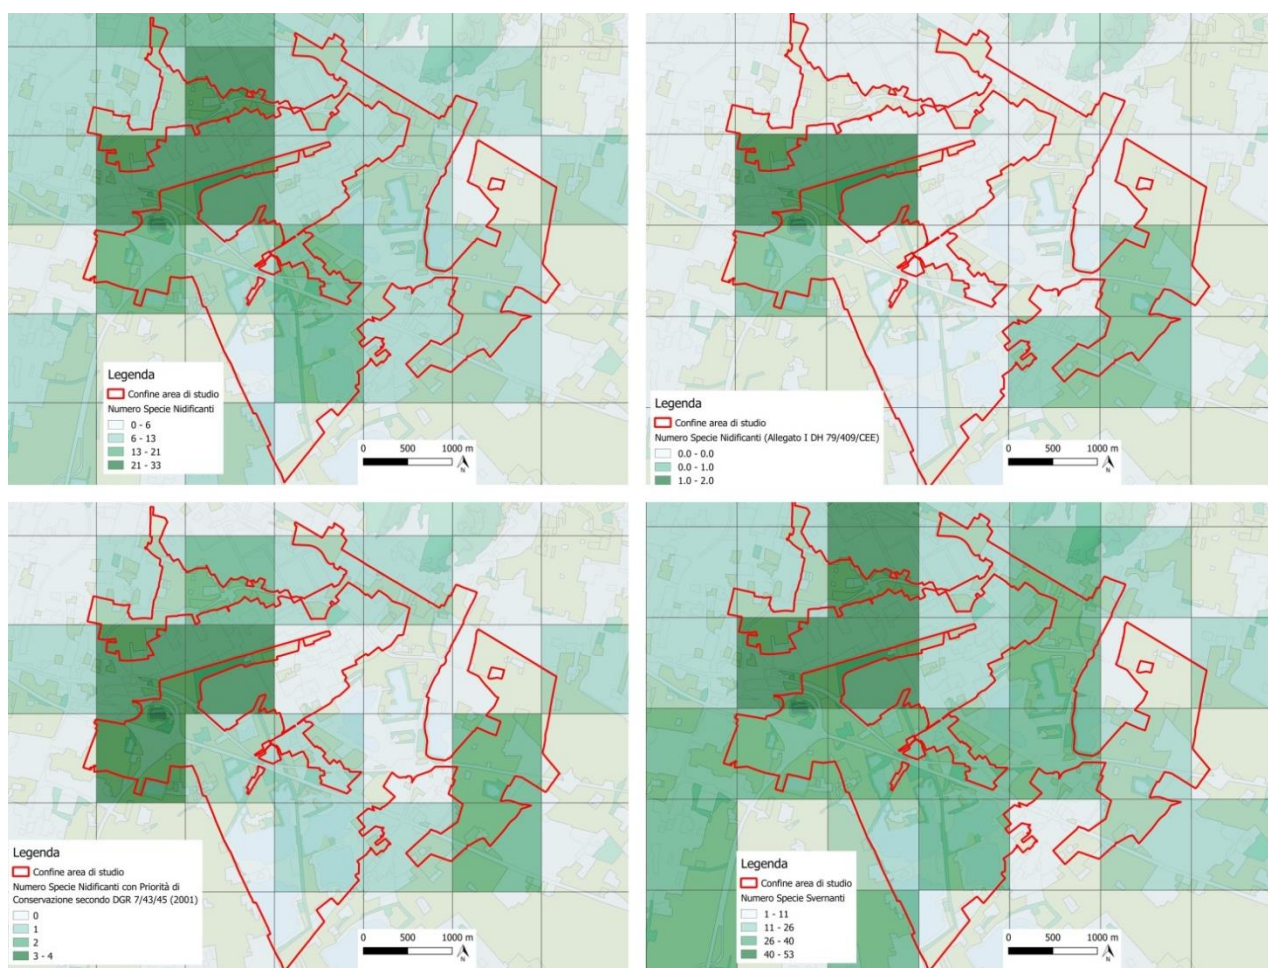 Legenda
Confine area di studio
Numero Specie Nidificanti
0 - 6
6 - 13
13 - 21
21 - 33
0 500 1000 m
N
Legenda
Confine area di studio
Numero Specie Nidificanti (Allegato I DH 79/409/CEE)
0.0 - 0.0
0.0 - 1.0
1.0 - 2.0
0 500 1000 m
N
Legenda
Confine area di studio
Numero Specie Nidificanti con Priorità di
Conservazione secondo DGR 7/43/45 (2001)
0
1
2
3 - 4
0 500 1000 m
N
Legenda
Confine area di studio
Numero Specie Svernanti
1 - 11
11 - 26
26 - 40
40 - 53
0 500 1000 m
N